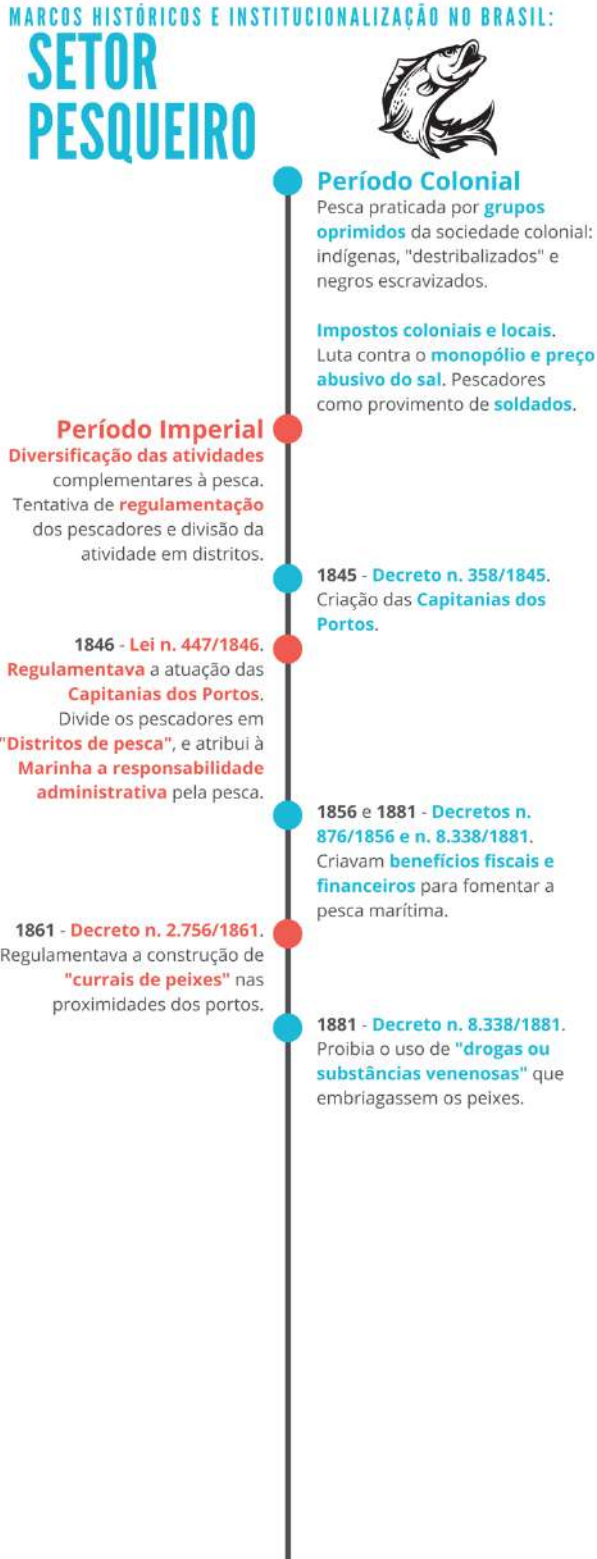 MARCOS HISTÓRICOS E INSTITUCIONALIZAÇÃO NO BRASIL:
SETOR
PESQUEIRO
Período Colonial
Pesca praticada por grupos
oprimidos da sociedade colonial:
indígenas, "destribalizados" e
negros escravizados.
Impostos coloniais e locais.
Luta contra o monopólio e preço
abusivo do sal. Pescadores
como provimento de soldados.
Período Imperial
Diversificação das atividades
complementares à pesca.
Tentativa de regulamentação
dos pescadores e divisão da
atividade em distritos.
1845 - Decreto n. 358/1845.
Criação das Capitanias dos
Portos.
1846 - Lei n. 447/1846.
Regulamentava a atuação das
Capitanias dos Portos.
Divide os pescadores em
"Distritos de pesca", e atribui à
Marinha a responsabilidade
administrativa pela pesca.
1856 e 1881 - Decretos n.
876/1856 e n. 8.338/1881.
Criavam benefícios fiscais e
financeiros para fomentar a
pesca marítima.
1861 - Decreto n. 2.756/1861.
Regulamentava a construção de
"currais de peixes" nas
proximidades dos portos.
1881 - Decreto n. 8.338/1881.
Proibia o uso de "drogas ou
substâncias venenosas" que
embriagassem os peixes.